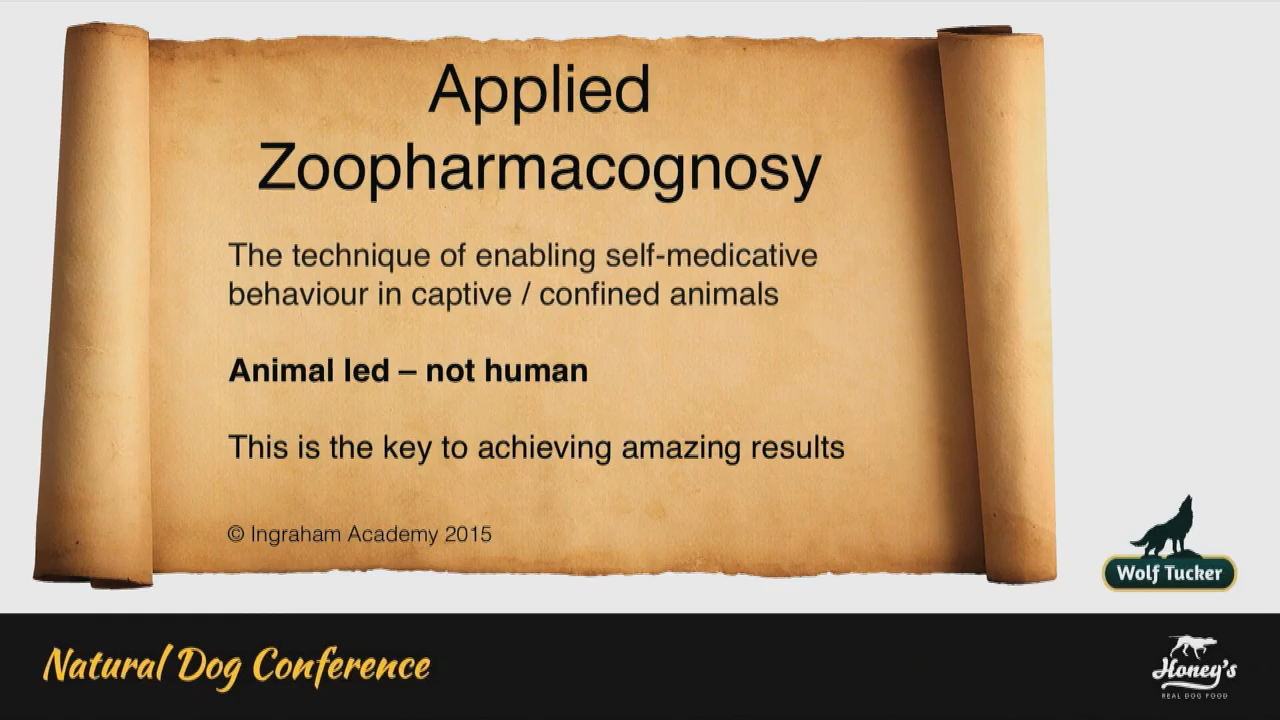 Applied
Zoopharmacognosy
The technique of enabling self-medicative
behaviour in captive / confined animals
Animal led – not human
This is the key to achieving amazing results
© Ingraham Academy 2015
Wolf Tucker
Natural Dog Conference
Honey's
REAL DOG FOOD